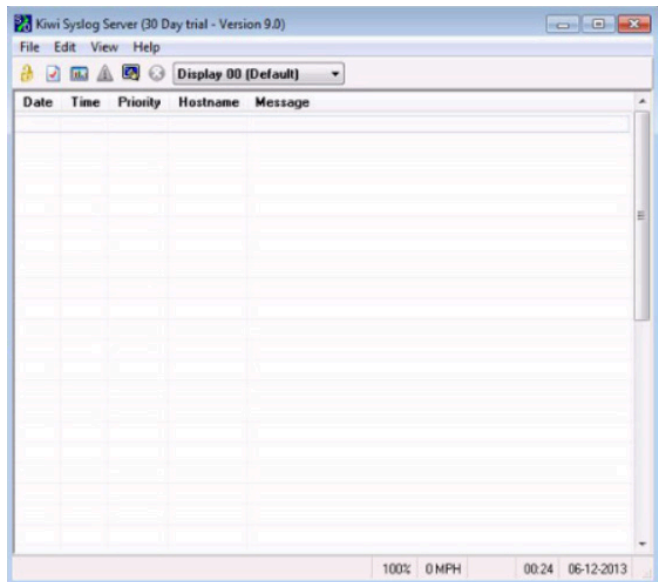 Kiwi Syslog Server (30 Day trial - Version 9.0)
File Edit View Help
Display 00 (Default)
Date Time Priority Hostname Message
100% 0 MPH 00:24 06-12-2013